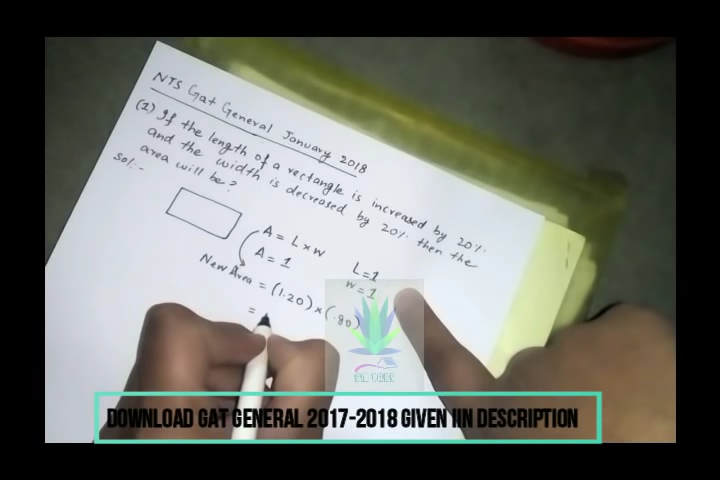 NTS Gat General January 2018
(1) If the length of a rectangle is increased by 20%
and the width is decreased by 20% then the
area will be?
Sol:-
A = L × W
L = 1
A = 1
W = 1
New Area = (1.20) × (.80)
=
DOWNLOAD GAT GENERAL 2017-2018 GIVEN IIN DESCRIPTION